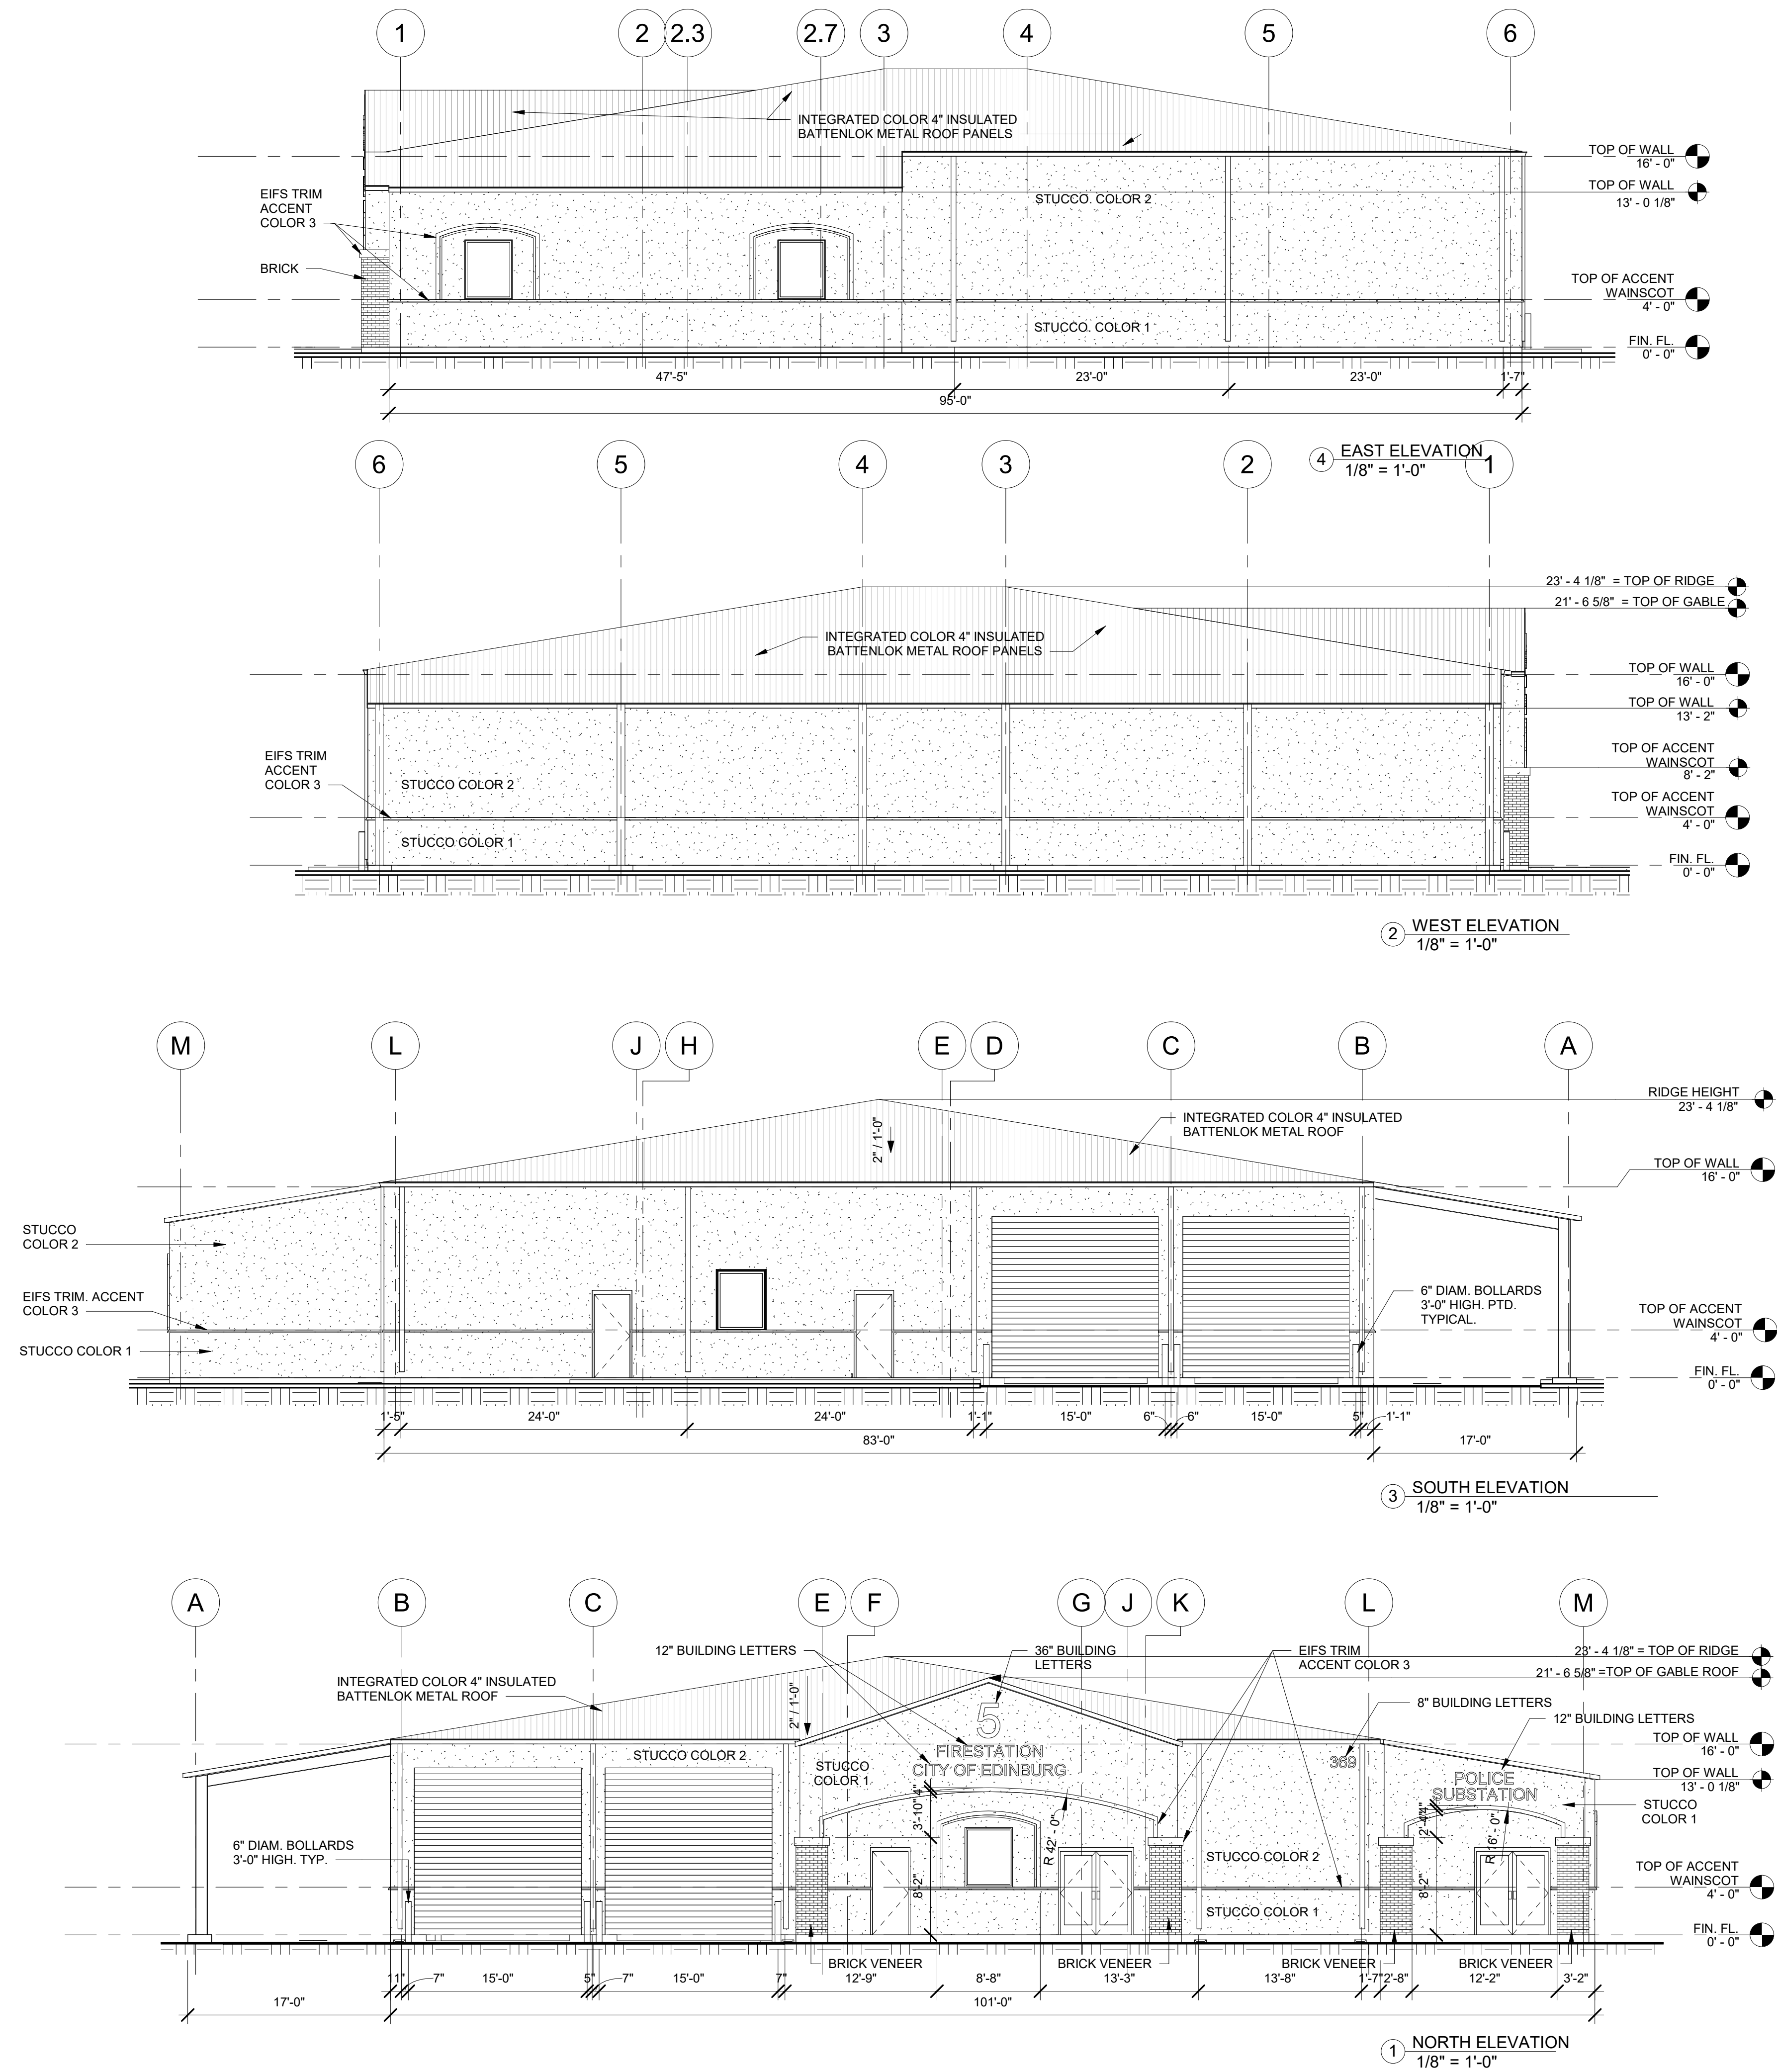 1
2
2.3
2.7
3
4
5
6
INTEGRATED COLOR 4" INSULATED
BATTENLOK METAL ROOF PANELS
TOP OF WALL
16' - 0"
TOP OF WALL
13' - 0 1/8"
EIFS TRIM
ACCENT
COLOR 3
STUCCO. COLOR 2
BRICK
TOP OF ACCENT
WAINSCOT
4' - 0"
STUCCO. COLOR 1
FIN. FL.
0' - 0"
47'-5"
23'-0"
23'-0"
1'-7"
95'-0"
4
EAST ELEVATION
1/8" = 1'-0"
6
5
4
3
2
1
23' - 4 1/8" = TOP OF RIDGE
21' - 6 5/8" = TOP OF GABLE
INTEGRATED COLOR 4" INSULATED
BATTENLOK METAL ROOF PANELS
TOP OF WALL
16' - 0"
TOP OF WALL
13' - 2"
TOP OF ACCENT
WAINSCOT
8' - 2"
EIFS TRIM
ACCENT
COLOR 3
STUCCO COLOR 2
TOP OF ACCENT
WAINSCOT
4' - 0"
STUCCO COLOR 1
FIN. FL.
0' - 0"
2
WEST ELEVATION
1/8" = 1'-0"
M
L
J
H
E
D
C
B
A
RIDGE HEIGHT
23' - 4 1/8"
2" / 1'-0"
INTEGRATED COLOR 4" INSULATED
BATTENLOK METAL ROOF
TOP OF WALL
16' - 0"
STUCCO
COLOR 2
EIFS TRIM. ACCENT
COLOR 3
6" DIAM. BOLLARDS
3'-0" HIGH. PTD.
TYPICAL.
TOP OF ACCENT
WAINSCOT
4' - 0"
STUCCO COLOR 1
FIN. FL.
0' - 0"
1'-5"
24'-0"
24'-0"
1'-1"
15'-0"
6"
6"
15'-0"
5"
1'-1"
83'-0"
17'-0"
3
SOUTH ELEVATION
1/8" = 1'-0"
A
B
C
E
F
G
J
K
L
M
12" BUILDING LETTERS
36" BUILDING
LETTERS
EIFS TRIM
ACCENT COLOR 3
23' - 4 1/8" = TOP OF RIDGE
21' - 6 5/8" =TOP OF GABLE ROOF
INTEGRATED COLOR 4" INSULATED
BATTENLOK METAL ROOF
2" / 1'-0"
8" BUILDING LETTERS
12" BUILDING LETTERS
5
FIRESTATION
CITY OF EDINBURG
STUCCO COLOR 2
STUCCO
COLOR 1
369
TOP OF WALL
16' - 0"
TOP OF WALL
13' - 0 1/8"
POLICE
SUBSTATION
STUCCO
COLOR 1
4"
3'-10"
R 42' - 0"
4"
2'-4"
R 16' - 0"
6" DIAM. BOLLARDS
3'-0" HIGH. TYP.
STUCCO COLOR 2
8'-2"
8'-2"
TOP OF ACCENT
WAINSCOT
4' - 0"
STUCCO COLOR 1
FIN. FL.
0' - 0"
BRICK VENEER
BRICK VENEER
BRICK VENEER
BRICK VENEER
11"
7"
15'-0"
5"
7"
15'-0"
7"
12'-9"
8'-8"
13'-3"
13'-8"
1'-7"
2'-8"
12'-2"
3'-2"
17'-0"
101'-0"
1
NORTH ELEVATION
1/8" = 1'-0"